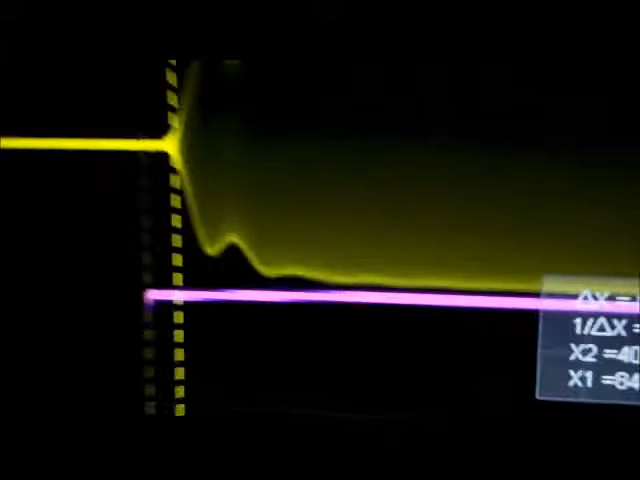 ΔX =
1/ΔX =
X2 =40
X1 =84